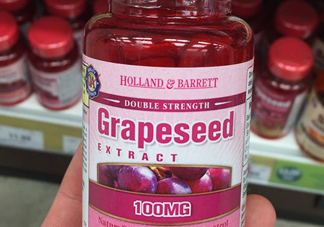 HOLLAND & BARRETT
DOUBLE STRENGTH
Grapeseed
EXTRACT
100MG